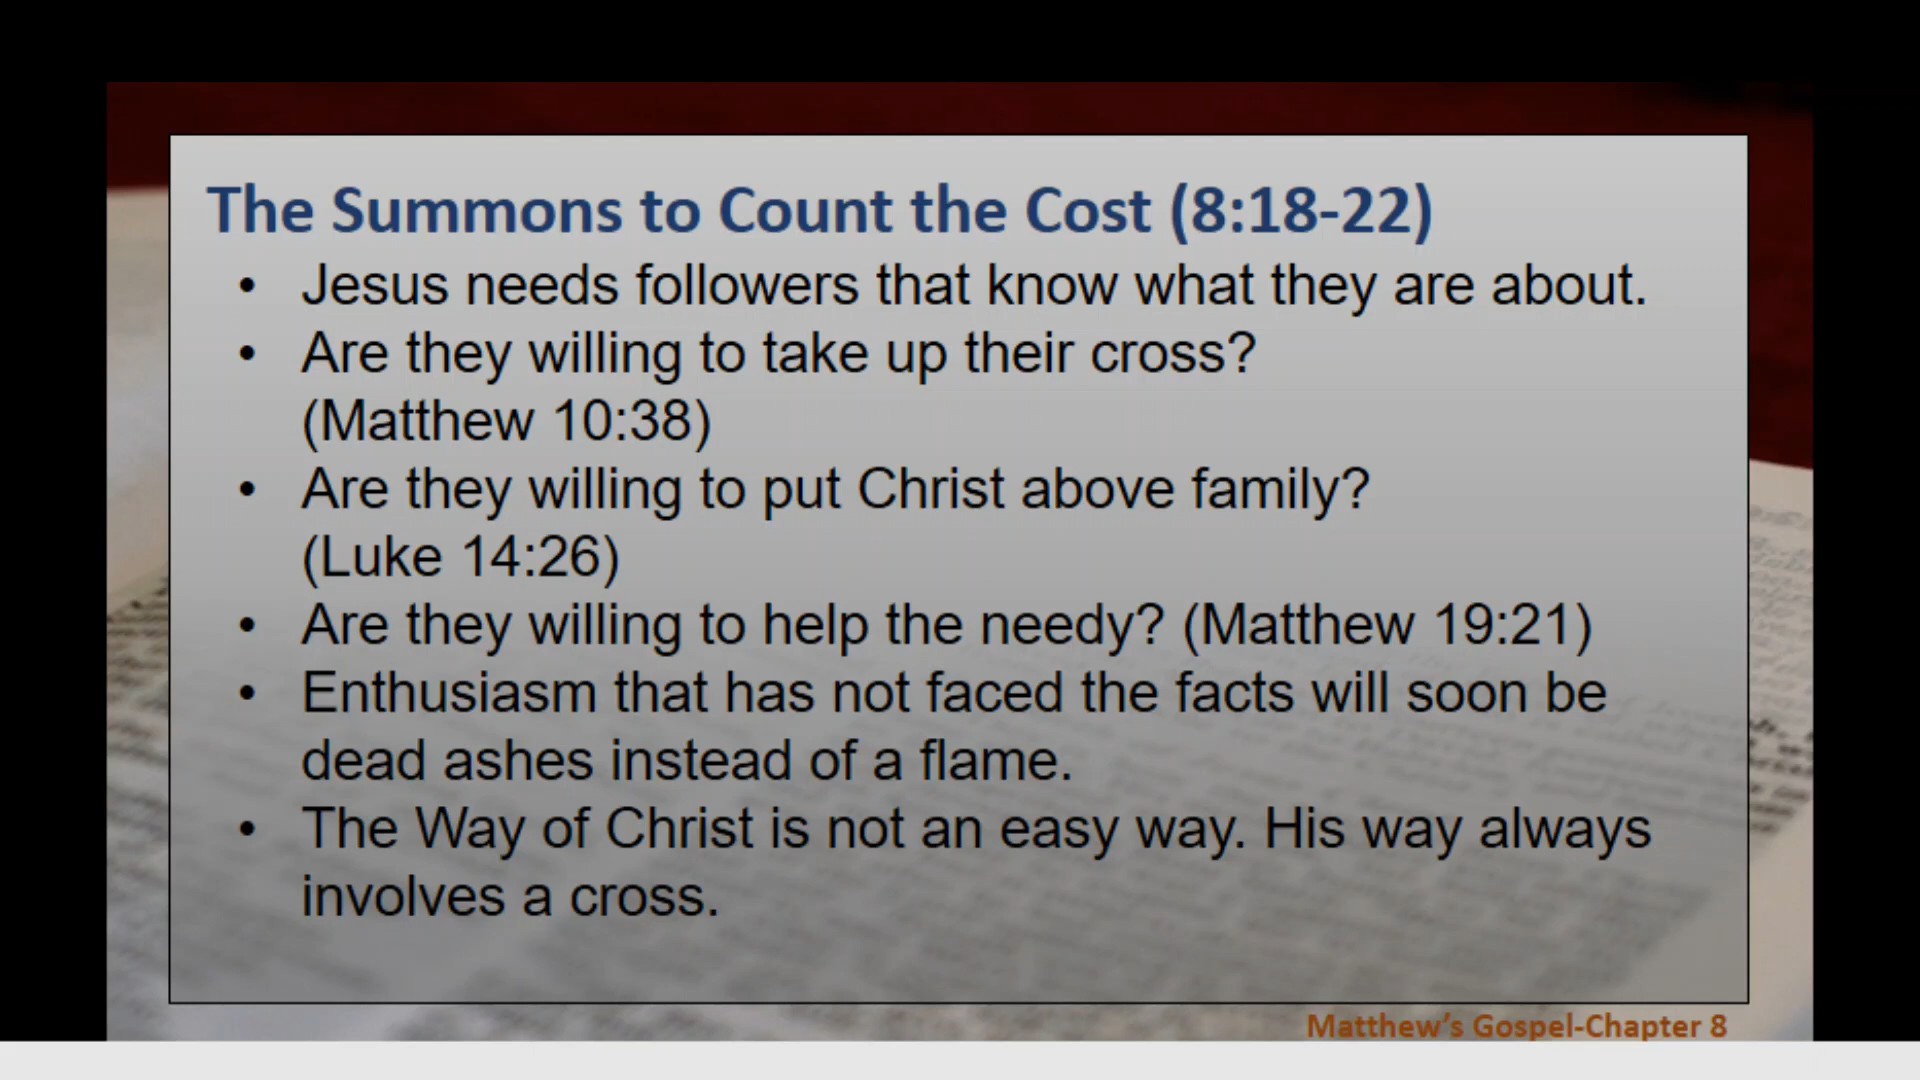 The Summons to Count the Cost (8:18-22)
• Jesus needs followers that know what they are about.
• Are they willing to take up their cross?
(Matthew 10:38)
• Are they willing to put Christ above family?
(Luke 14:26)
• Are they willing to help the needy? (Matthew 19:21)
• Enthusiasm that has not faced the facts will soon be
dead ashes instead of a flame.
• The Way of Christ is not an easy way. His way always
involves a cross.
Matthew’s Gospel-Chapter 8